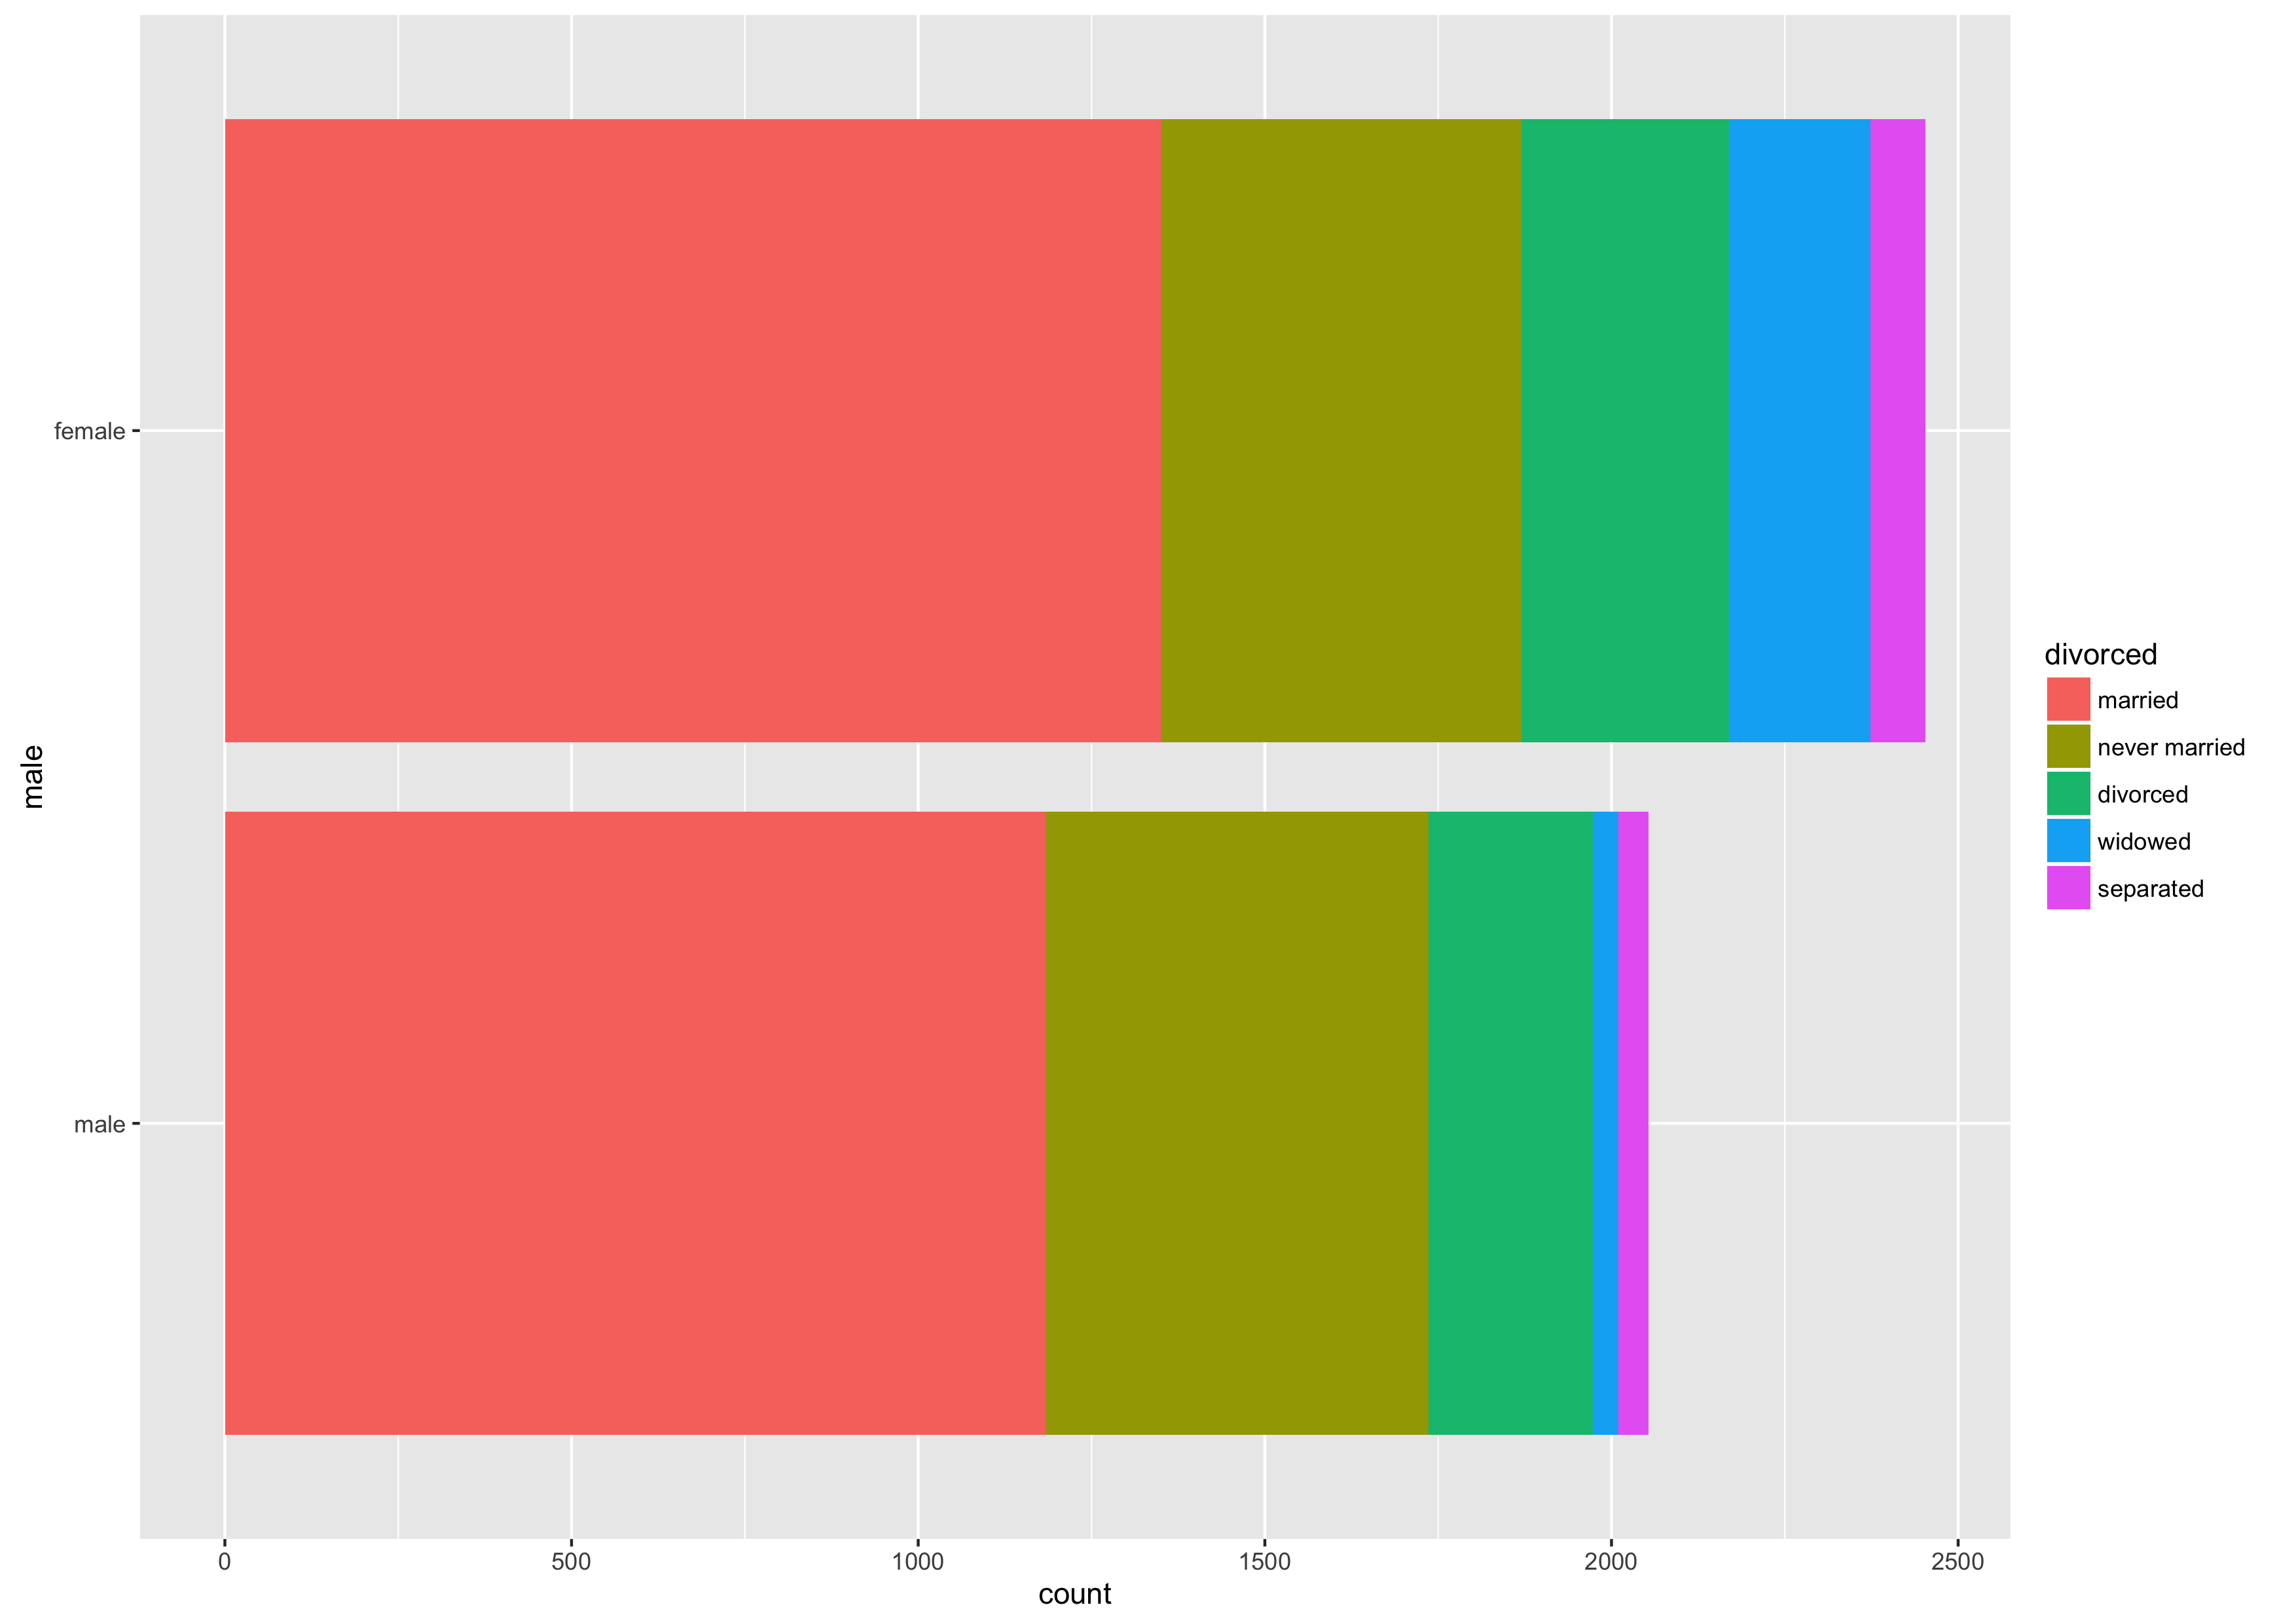 female
male
male
0 500 1000 1500 2000 2500
count
divorced
married
never married
divorced
widowed
separated